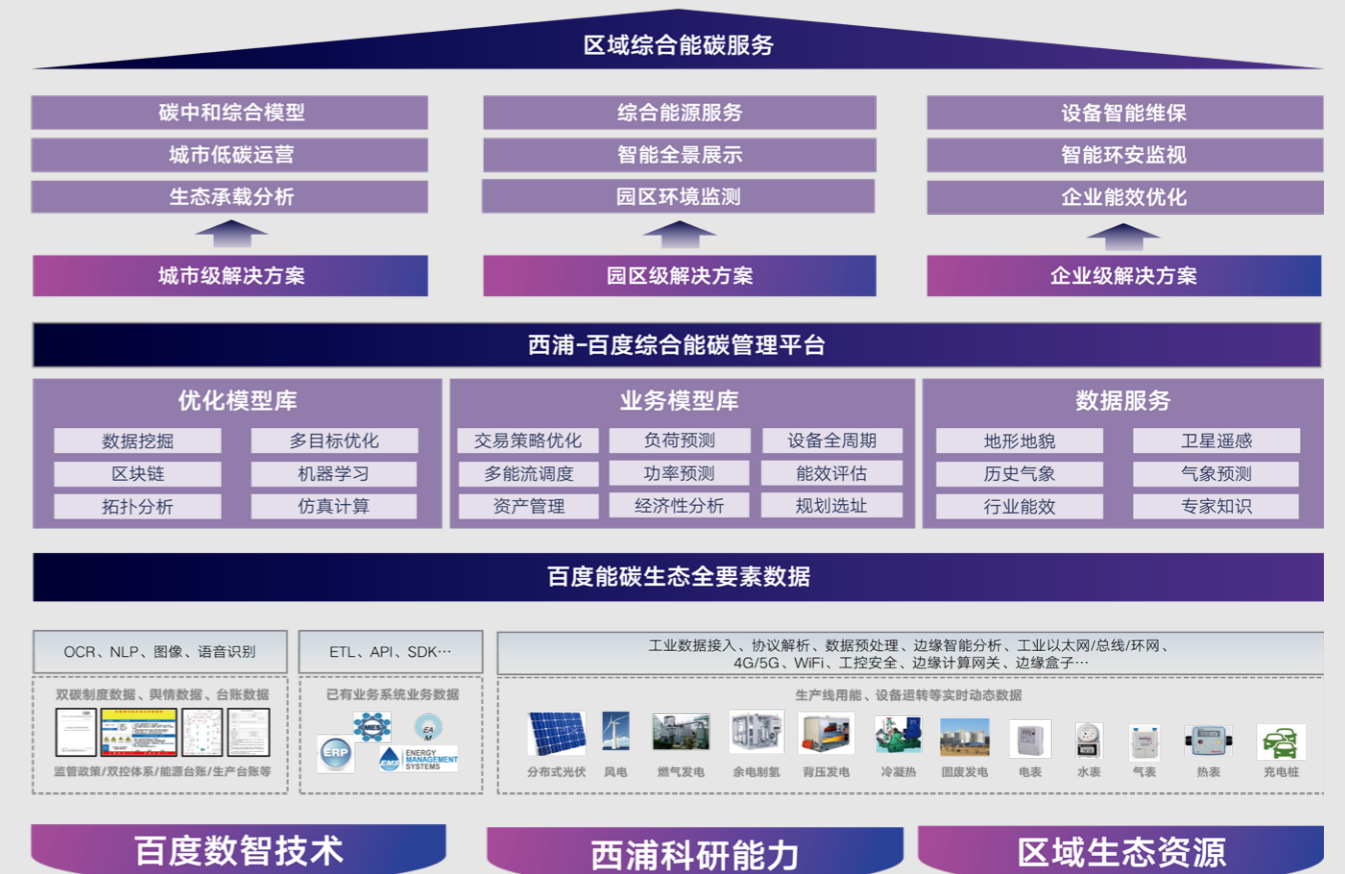 区域综合能碳服务
碳中和综合模型
城市低碳运营
生态承载分析
城市级解决方案
综合能源服务
智能全景展示
园区环境监测
园区级解决方案
设备智能维保
智能环安监视
企业能效优化
企业级解决方案
西浦-百度综合能碳管理平台
优化模型库
数据挖掘 多目标优化
区块链 机器学习
拓扑分析 仿真计算
业务模型库
交易策略优化 负荷预测 设备全周期
多能流调度 功率预测 能效评估
资产管理 经济性分析 规划选址
数据服务
地形地貌 卫星遥感
历史气象 气象预测
行业能效 专家知识
百度能碳生态全要素数据
OCR、NLP、图像、语音识别
双碳制度数据、舆情数据、台账数据
监管政策/双控体系/能源台账/生产台账等
ETL、API、SDK…
已有业务系统业务数据
MES
EA
M
ERP
EMS
ENERGY
MANAGEMENT
SYSTEMS
工业数据接入、协议解析、数据预处理、边缘智能分析、工业以太网/总线/环网、
4G/5G、WiFi、工控安全、边缘计算网关、边缘盒子…
生产线用能、设备运转等实时动态数据
分布式光伏 风电 燃气发电 余电制氢 背压发电 冷凝热 固废发电 电表 水表 气表 热表 充电桩
百度数智技术
西浦科研能力
区域生态资源